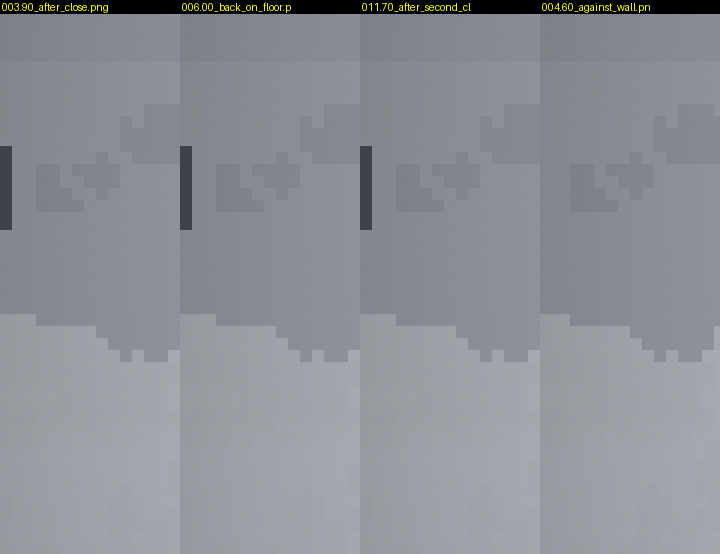 003.90_after_close.png
006.00_back_on_floor.p
011.70_after_second_cl
004.60_against_wall.pn